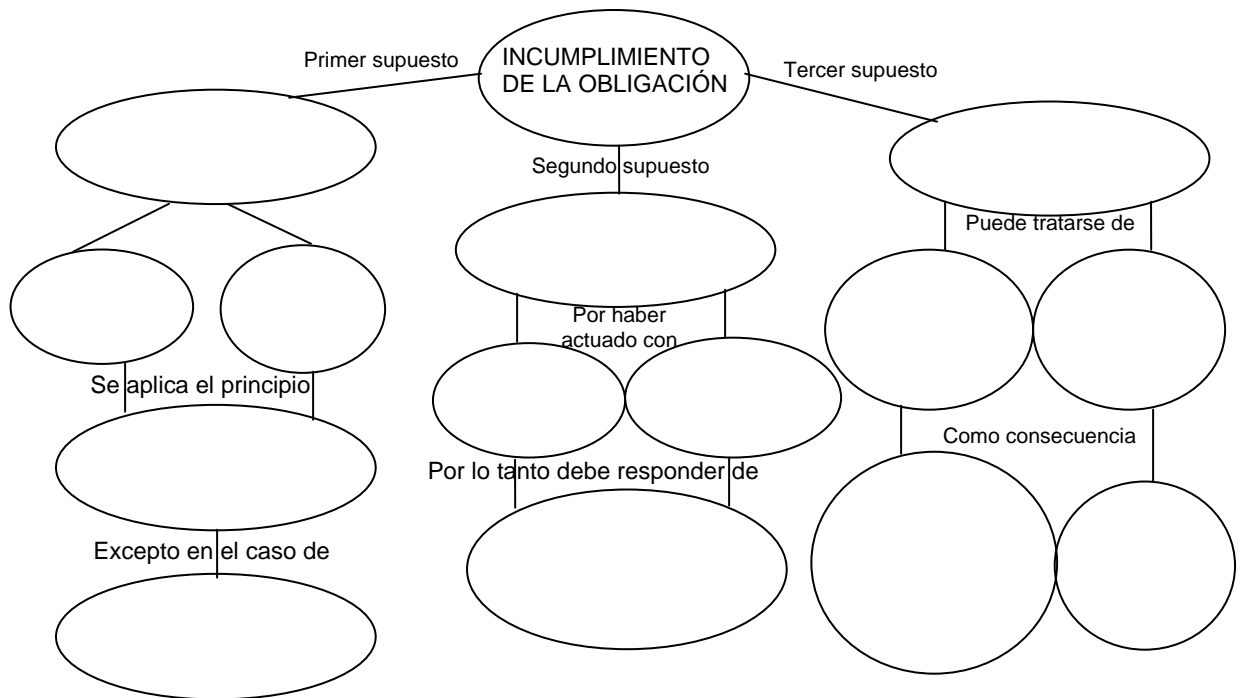 INCUMPLIMIENTO
DE LA OBLIGACIÓN
Primer supuesto
Tercer supuesto
Segundo supuesto
Puede tratarse de
Por haber
actuado con
Se aplica el principio
Como consecuencia
Por lo tanto debe responder de
Excepto en el caso de